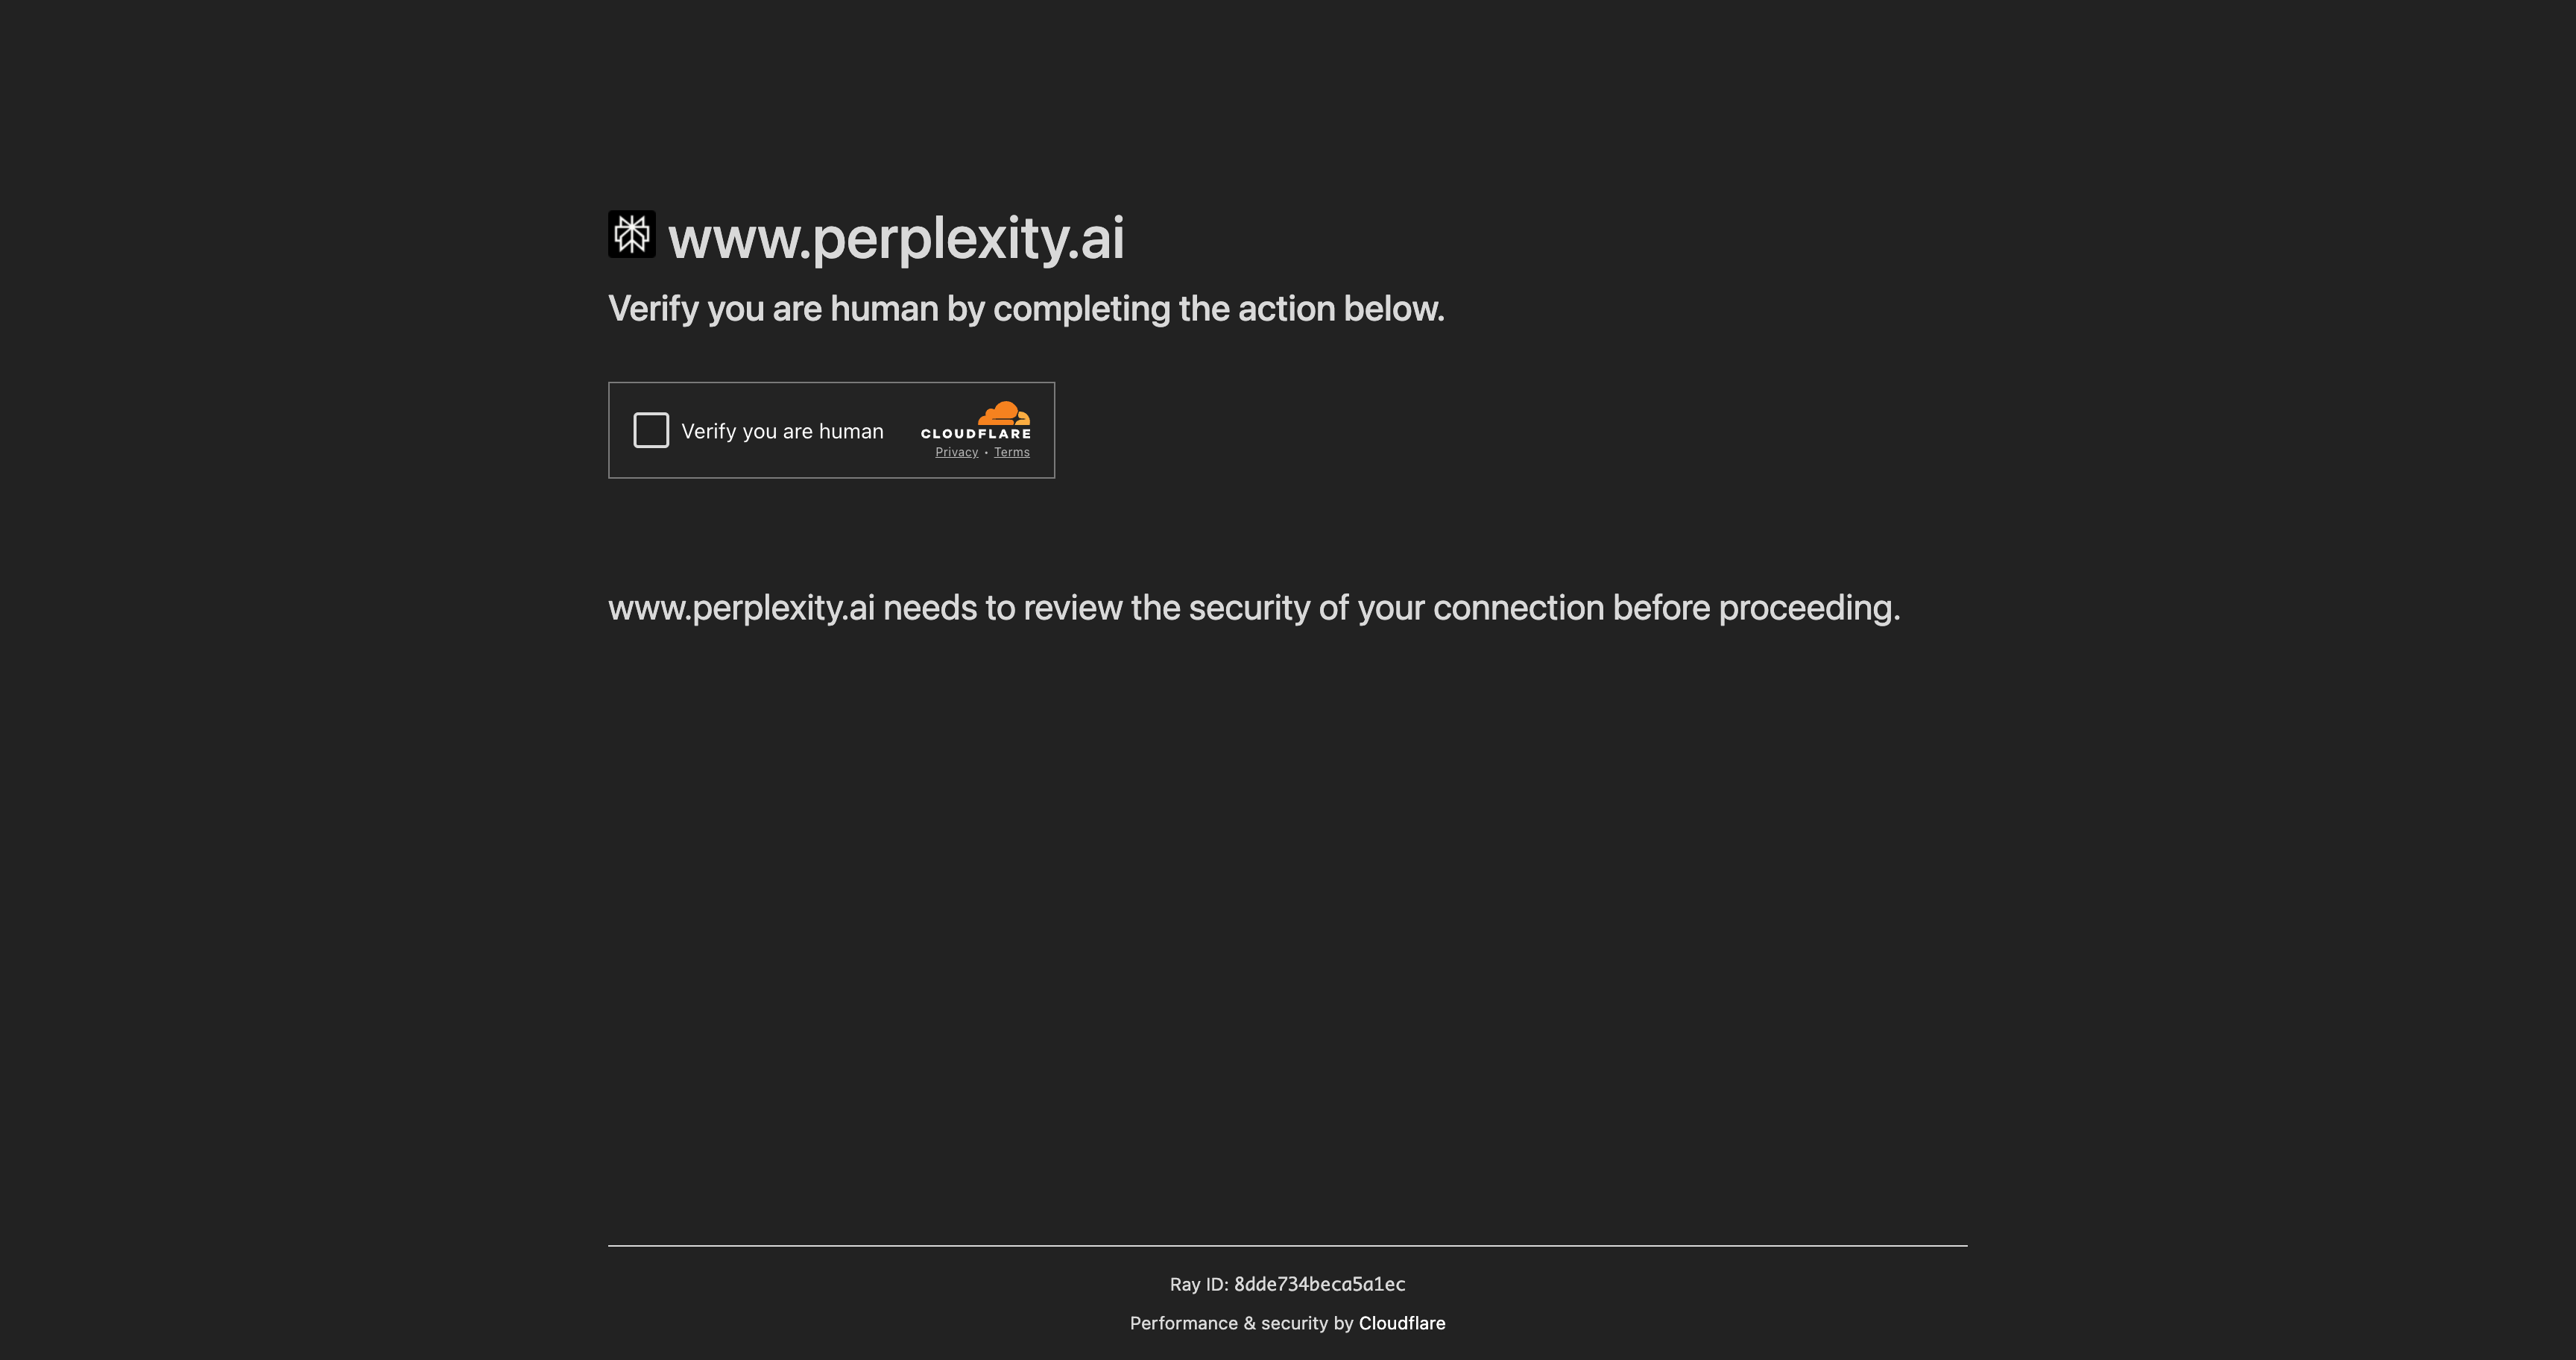 www.perplexity.ai
Verify you are human by completing the action below.
Verify you are human
CLOUDFLARE
Privacy • Terms
www.perplexity.ai needs to review the security of your connection before proceeding.
Ray ID: 8dde734beca5a1ec
Performance & security by Cloudflare